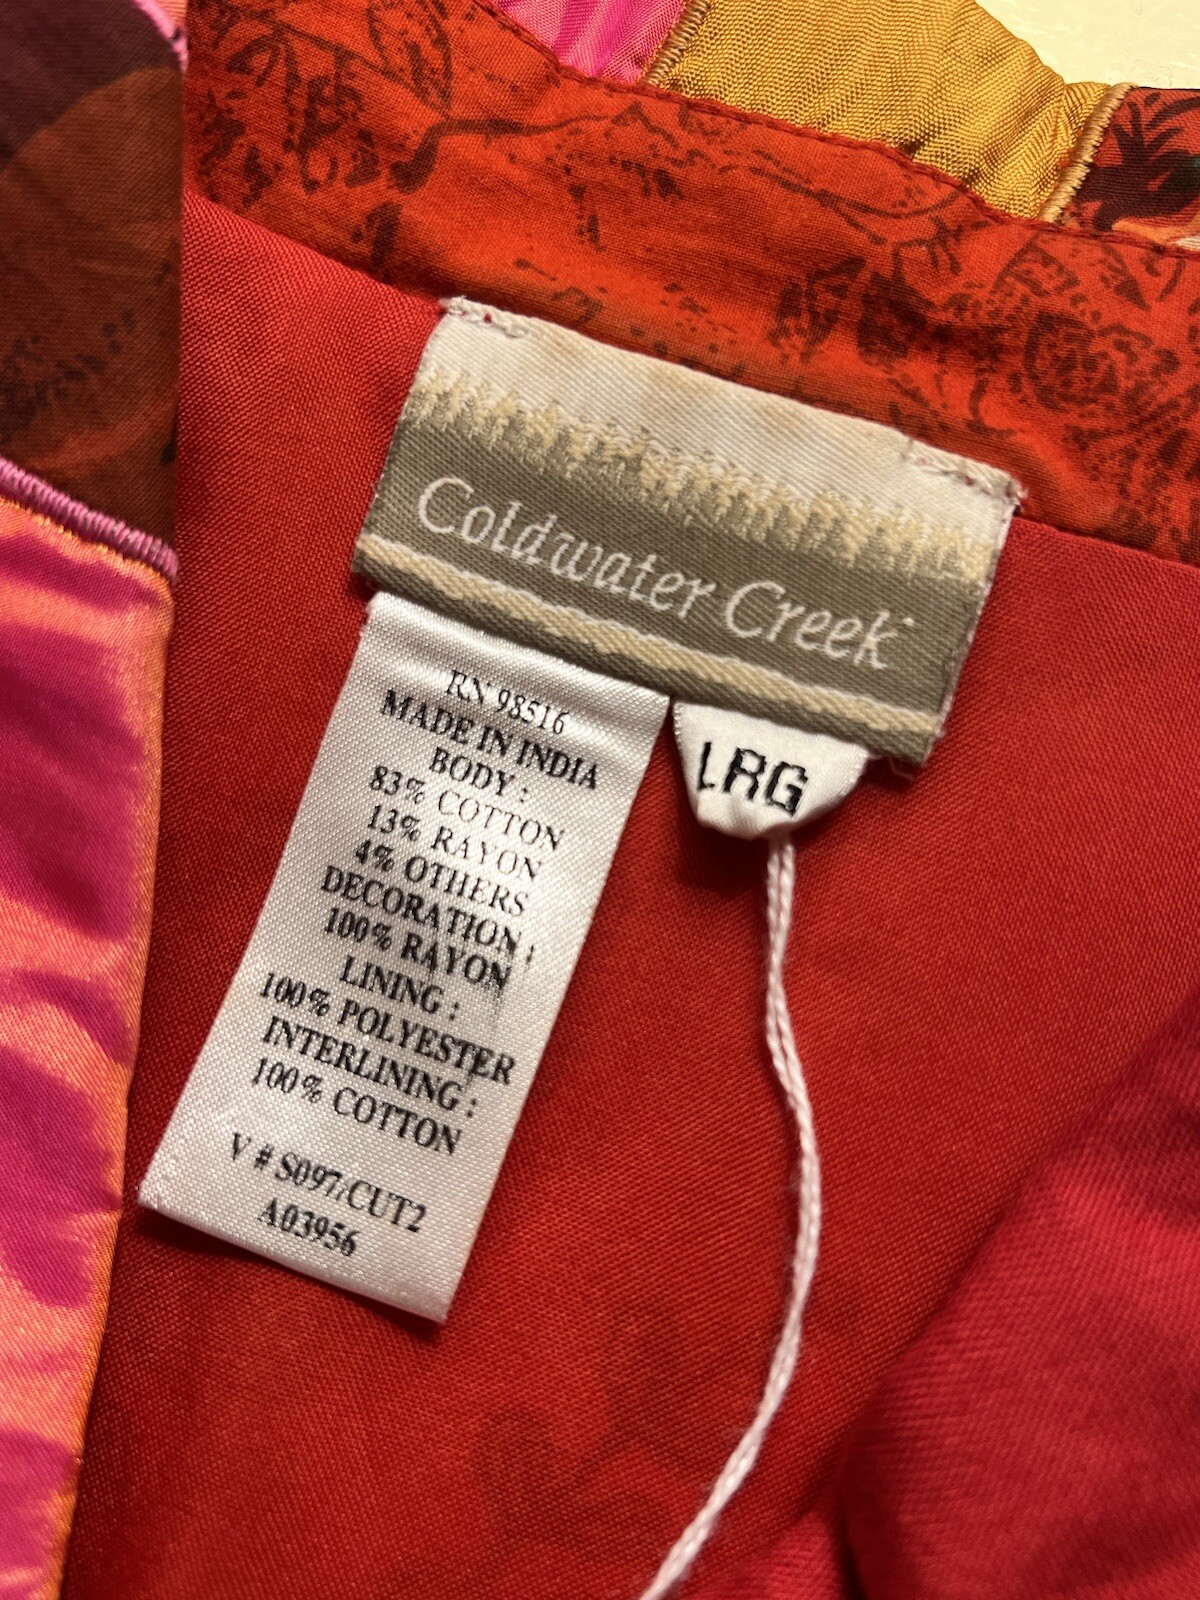 Coldwater Creek
LRG
RN 98516
MADE IN INDIA
BODY :
83% COTTON
13% RAYON
4% OTHERS
DECORATION :
100% RAYON
LINING :
100% POLYESTER
INTERLINING :
100% COTTON
V # S097/CUT2
A03956